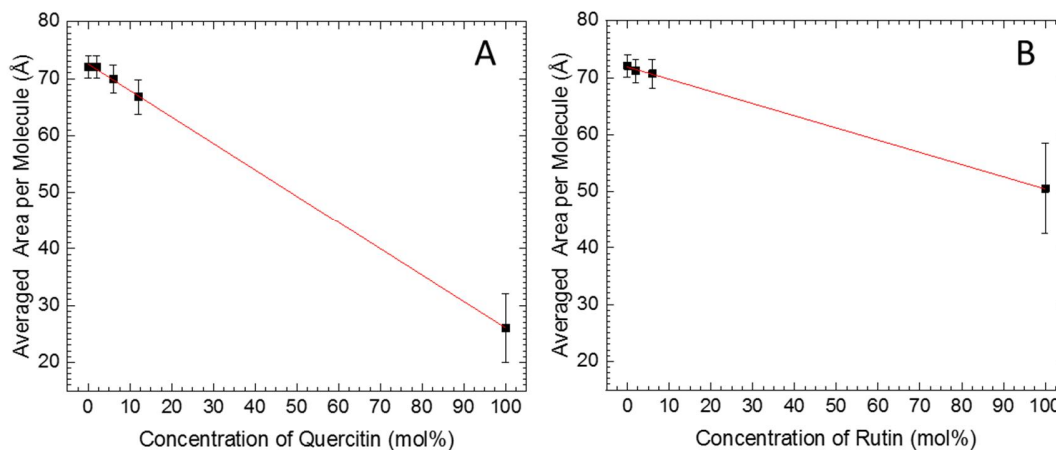 A
Averaged Area per Molecule (Å)
80
70
60
50
40
30
20
0 10 20 30 40 50 60 70 80 90 100
Concentration of Quercitin (mol%)
B
Averaged Area per Molecule (Å)
80
70
60
50
40
30
20
0 10 20 30 40 50 60 70 80 90 100
Concentration of Rutin (mol%)